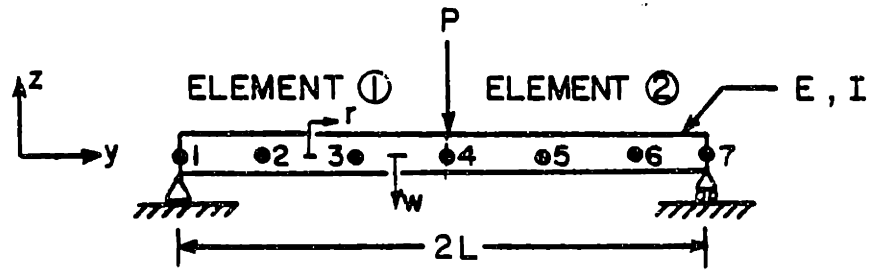 P
z
ELEMENT ① ELEMENT ② E , I
r
y
1 2 3 4 5 6 7
w
2L